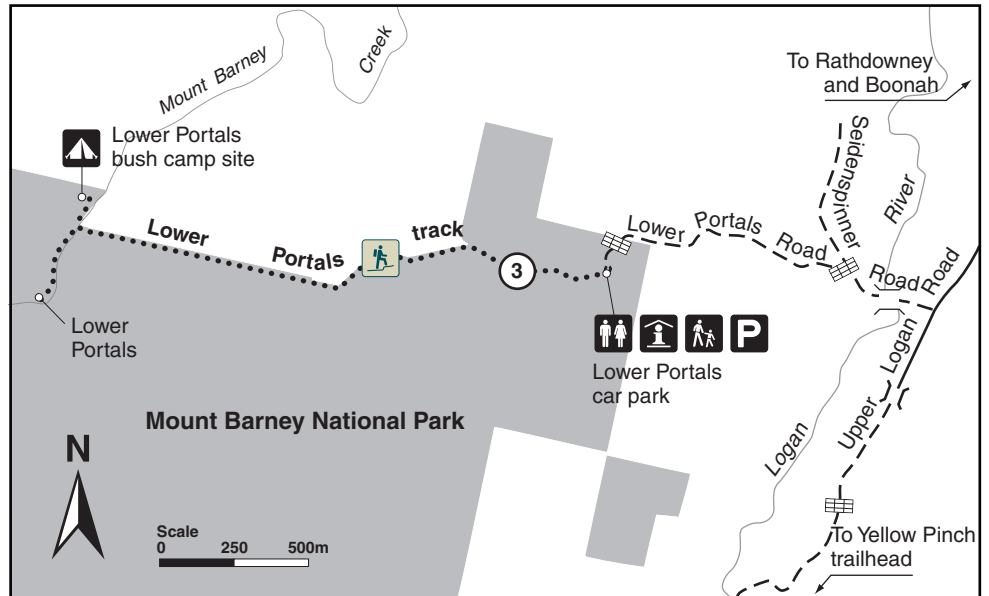 Mount Barney
Creek
To Rathdowney
and Boonah
Lower Portals
bush camp site
Seidenspinner
Road
River
Lower Portals track
Lower Portals Road
3
Road
Lower
Portals
P
Lower Portals
car park
Upper Logan
Logan
Mount Barney National Park
N
Scale
0 250 500m
To Yellow Pinch
trailhead